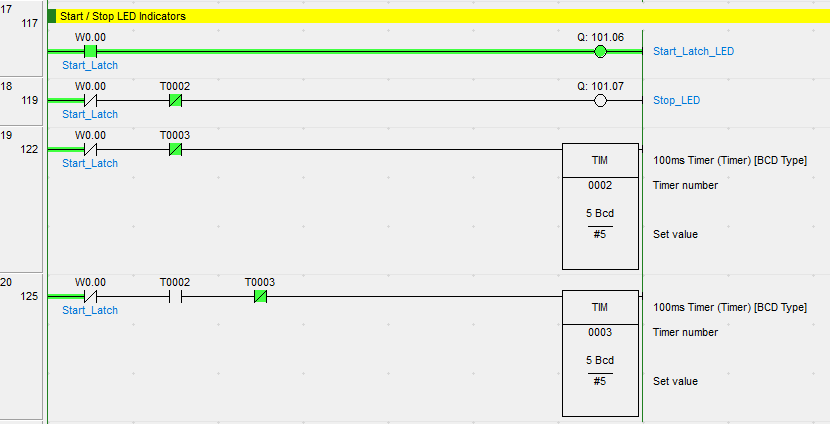 17
117
Start / Stop LED Indicators
W0.00
Q: 101.06
Start_Latch
Start_Latch_LED
18
119
W0.00
T0002
Q: 101.07
Start_Latch
Stop_LED
19
122
W0.00
T0003
Start_Latch
TIM
100ms Timer (Timer) [BCD Type]
0002
Timer number
5 Bcd
#5
Set value
20
125
W0.00
T0002
T0003
Start_Latch
TIM
100ms Timer (Timer) [BCD Type]
0003
Timer number
5 Bcd
#5
Set value